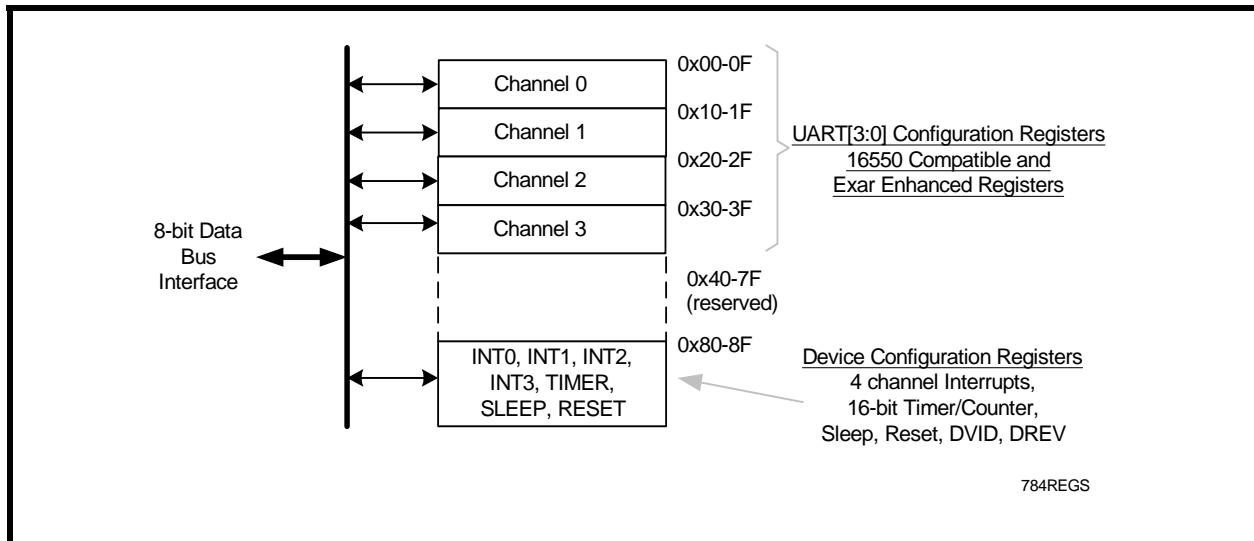 8-bit Data
Bus
Interface
Channel 0
0x00-0F
Channel 1
0x10-1F
Channel 2
0x20-2F
Channel 3
0x30-3F
UART[3:0] Configuration Registers
16550 Compatible and
Exar Enhanced Registers
0x40-7F
(reserved)
INT0, INT1, INT2,
INT3, TIMER,
SLEEP, RESET
0x80-8F
Device Configuration Registers
4 channel Interrupts,
16-bit Timer/Counter,
Sleep, Reset, DVID, DREV
784REGS